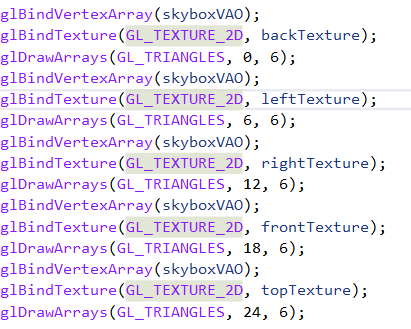 glBindVertexArray(skyboxVAO);
glBindTexture(GL_TEXTURE_2D, backTexture);
glDrawArrays(GL_TRIANGLES, 0, 6);
glBindVertexArray(skyboxVAO);
glBindTexture(GL_TEXTURE_2D, leftTexture);
glDrawArrays(GL_TRIANGLES, 6, 6);
glBindVertexArray(skyboxVAO);
glBindTexture(GL_TEXTURE_2D, rightTexture);
glDrawArrays(GL_TRIANGLES, 12, 6);
glBindVertexArray(skyboxVAO);
glBindTexture(GL_TEXTURE_2D, frontTexture);
glDrawArrays(GL_TRIANGLES, 18, 6);
glBindVertexArray(skyboxVAO);
glBindTexture(GL_TEXTURE_2D, topTexture);
glDrawArrays(GL_TRIANGLES, 24, 6);